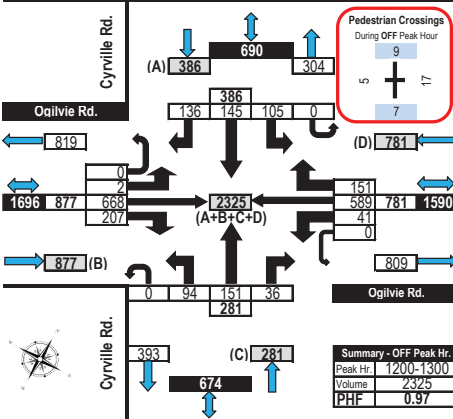 Cyrville Rd.
690
(A) 386
304
Pedestrian Crossings
During OFF Peak Hour
9
5
17
7
386
136 145 105 0
Ogilvie Rd.
819
(D) 781
0
2
1696 877 668
207
2325
(A+B+C+D)
151
589 781 1590
41
0
877 (B)
809
0 94 151 36
281
Ogilvie Rd.
Cyrville Rd.
393
(C) 281
674
Summary - OFF Peak Hr.
Peak Hr. 1200-1300
Volume 2325
PHF 0.97